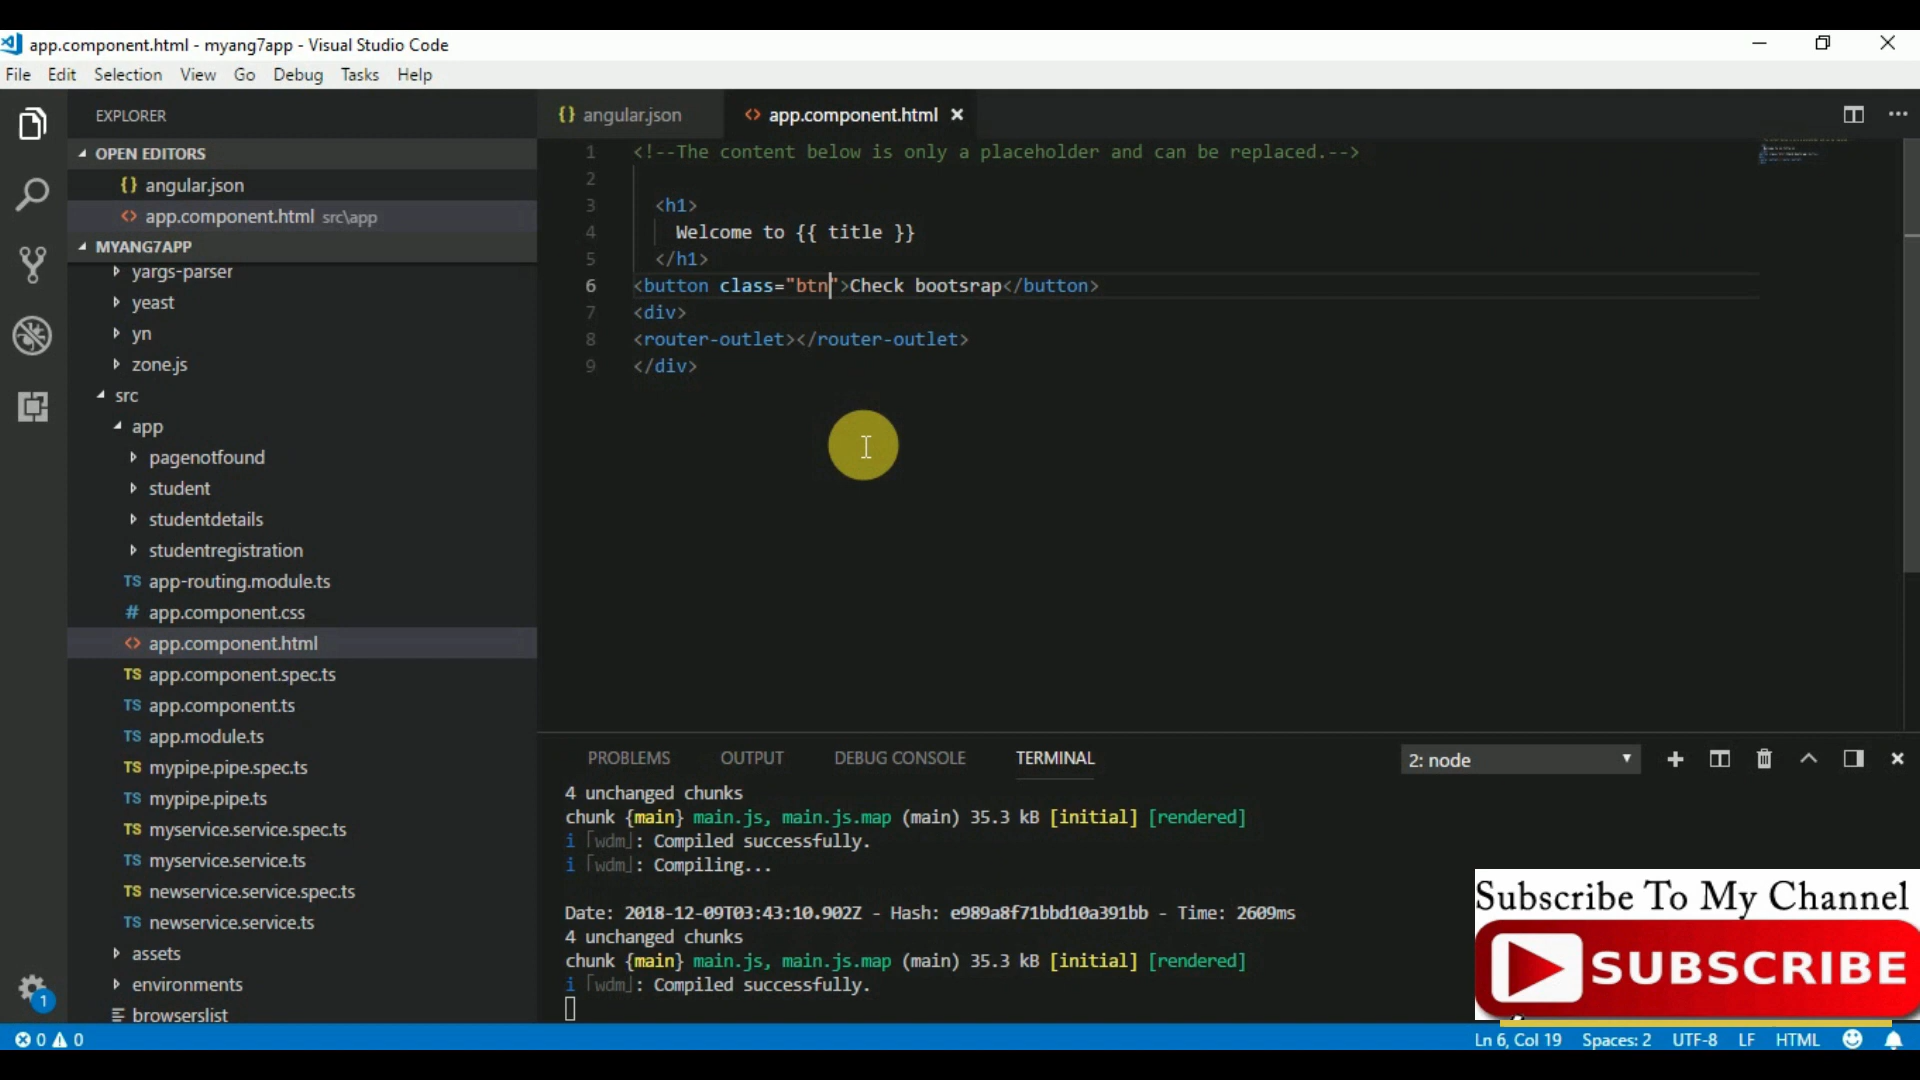 app.component.html - myang7app - Visual Studio Code
File Edit Selection View Go Debug Tasks Help
EXPLORER
OPEN EDITORS
{} angular.json
<> app.component.html src\app
MYANG7APP
yargs-parser
yeast
yn
zone.js
src
app
pagenotfound
student
studentdetails
studentregistration
TS app-routing.module.ts
# app.component.css
<> app.component.html
TS app.component.spec.ts
TS app.component.ts
TS app.module.ts
TS mypipe.pipe.spec.ts
TS mypipe.pipe.ts
TS myservice.service.spec.ts
TS myservice.service.ts
TS newservice.service.spec.ts
TS newservice.service.ts
assets
environments
browserslist
1
{} angular.json <> app.component.html ×
1 <!--The content below is only a placeholder and can be replaced.-->
2
3 <h1>
4 Welcome to {{ title }}
5 </h1>
6 <button class="btn">Check bootsrap</button>
7 <div>
8 <router-outlet></router-outlet>
9 </div>
PROBLEMS OUTPUT DEBUG CONSOLE TERMINAL 2: node
4 unchanged chunks
chunk {main} main.js, main.js.map (main) 35.3 kB [initial] [rendered]
i ｢wdm｣: Compiled successfully.
i ｢wdm｣: Compiling...
Date: 2018-12-09T03:43:10.902Z - Hash: e989a8f71bbd10a391bb - Time: 2609ms
4 unchanged chunks
chunk {main} main.js, main.js.map (main) 35.3 kB [initial] [rendered]
i ｢wdm｣: Compiled successfully.
Subscribe To My Channel
SUBSCRIBE
0 0 Ln 6, Col 19 Spaces: 2 UTF-8 LF HTML